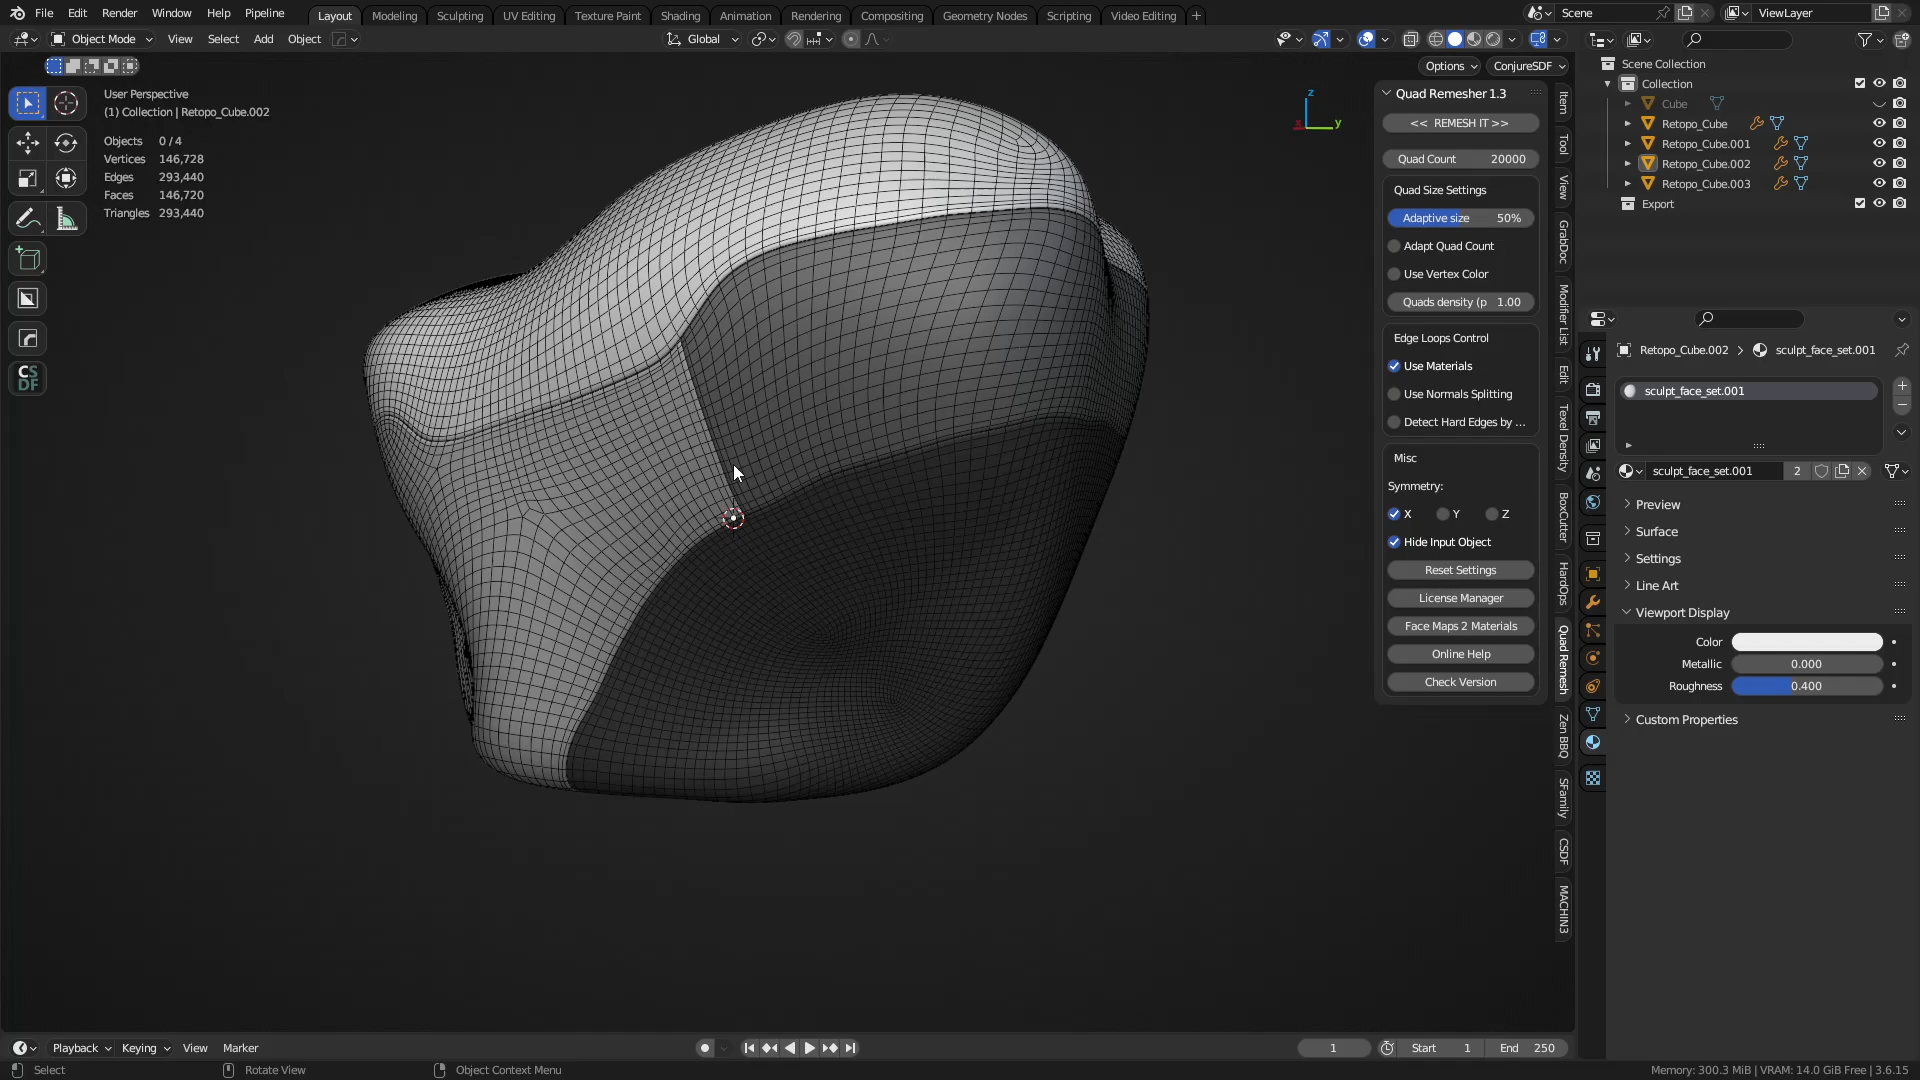 File Edit Render Window Help Pipeline
Layout Modeling Sculpting UV Editing Texture Paint Shading Animation Rendering Compositing Geometry Nodes Scripting Video Editing +
Scene
ViewLayer
Object Mode View Select Add Object
Global
Options ConjureSDF
User Perspective
(1) Collection | Retopo_Cube.002
Objects 0/4
Vertices 146,728
Edges 293,440
Faces 146,720
Triangles 293,440
CS
DF
z
x
y
Quad Remesher 1.3
<< REMESH IT >>
Quad Count 20000
Quad Size Settings
Adaptive size 50%
Adapt Quad Count
Use Vertex Color
Quads density (p 1.00
Edge Loops Control
Use Materials
Use Normals Splitting
Detect Hard Edges by ...
Misc
Symmetry:
X Y Z
Hide Input Object
Reset Settings
License Manager
Face Maps 2 Materials
Online Help
Check Version
Item
Tool
View
GrabDoc
Modifier List
Edit
Texel Density
BoxCutter
HardOps
Quad Remesh
Zen BBQ
SFamily
CSDF
MACHIN3
Scene Collection
Collection
Cube
Retopo_Cube
Retopo_Cube.001
Retopo_Cube.002
Retopo_Cube.003
Export
Retopo_Cube.002 > sculpt_face_set.001
sculpt_face_set.001
sculpt_face_set.001 2
Preview
Surface
Settings
Line Art
Viewport Display
Color
Metallic 0.000
Roughness 0.400
Custom Properties
Playback Keying View Marker
1 Start 1 End 250
Select Rotate View Object Context Menu
Memory: 300.3 MiB | VRAM: 14.0 GiB Free | 3.6.15